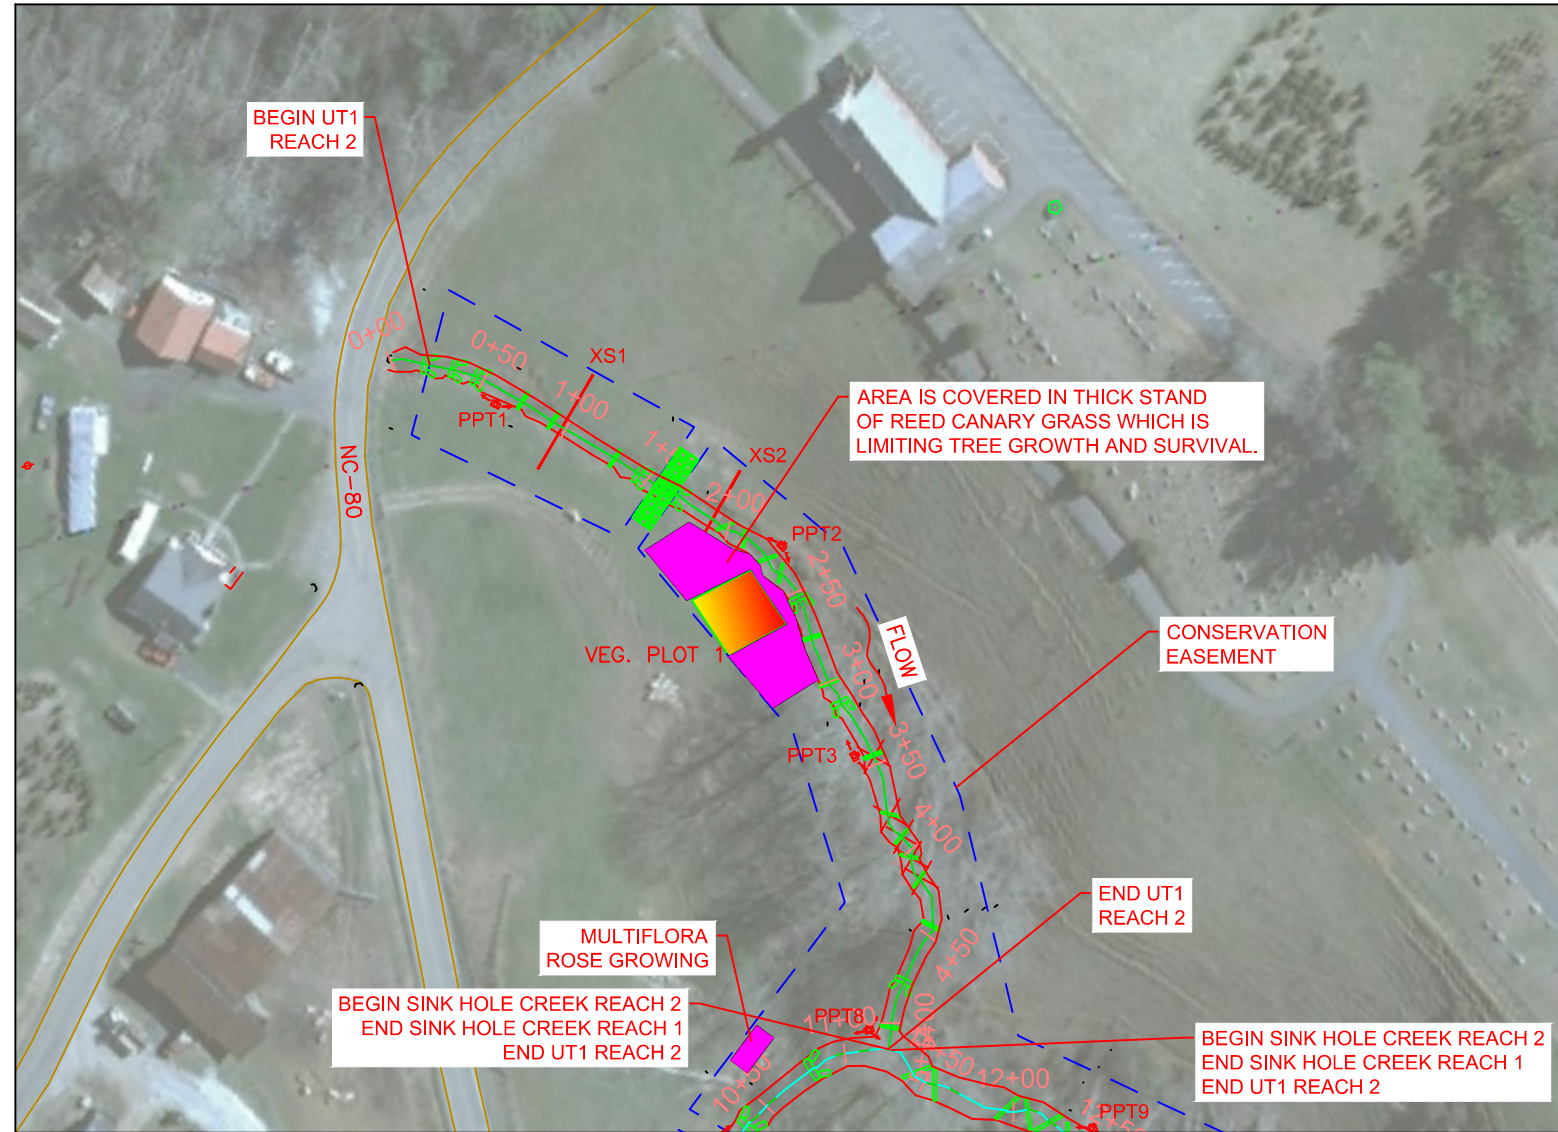 BEGIN UT1
REACH 2
0+00
0+50
XS1
1+00
PPT1
AREA IS COVERED IN THICK STAND
OF REED CANARY GRASS WHICH IS
LIMITING TREE GROWTH AND SURVIVAL.
NC-80
XS2
2+00
PPT2
2+50
FLOW
CONSERVATION
EASEMENT
VEG. PLOT 1
3+00
3+50
PPT3
4+00
END UT1
REACH 2
MULTIFLORA
ROSE GROWING
4+50
BEGIN SINK HOLE CREEK REACH 2
END SINK HOLE CREEK REACH 1
END UT1 REACH 2
PPT8
11+00
BEGIN SINK HOLE CREEK REACH 2
END SINK HOLE CREEK REACH 1
END UT1 REACH 2
10+50
12+00
PPT9